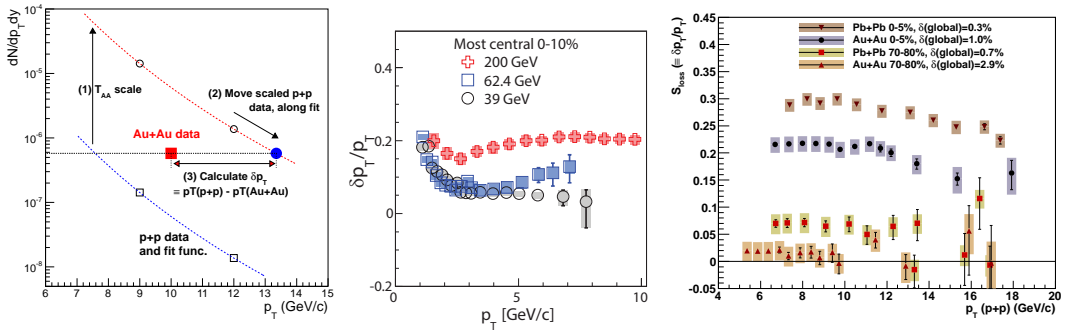 dN/dp_T dy
10^-4
10^-5
10^-6
10^-7
10^-8
(1) T_AA scale
(2) Move scaled p+p
data, along fit
Au+Au data
(3) Calculate δp_T
≡ pT(p+p) - pT(Au+Au)
p+p data
and fit func.
6 7 8 9 10 11 12 13 14 15
p_T (GeV/c)
Most central 0-10%
200 GeV
62.4 GeV
39 GeV
δp_T/p_T
0.4
0.2
0
-0.2
0 5 10
p_T [GeV/c]
S_loss (≡ δp_T/p_T)
Pb+Pb 0-5%, δ(global)=0.3%
Au+Au 0-5%, δ(global)=1.0%
Pb+Pb 70-80%, δ(global)=0.7%
Au+Au 70-80%, δ(global)=2.9%
0.45
0.4
0.35
0.3
0.25
0.2
0.15
0.1
0.05
0
-0.05
4 6 8 10 12 14 16 18 20
p_T (p+p) (GeV/c)